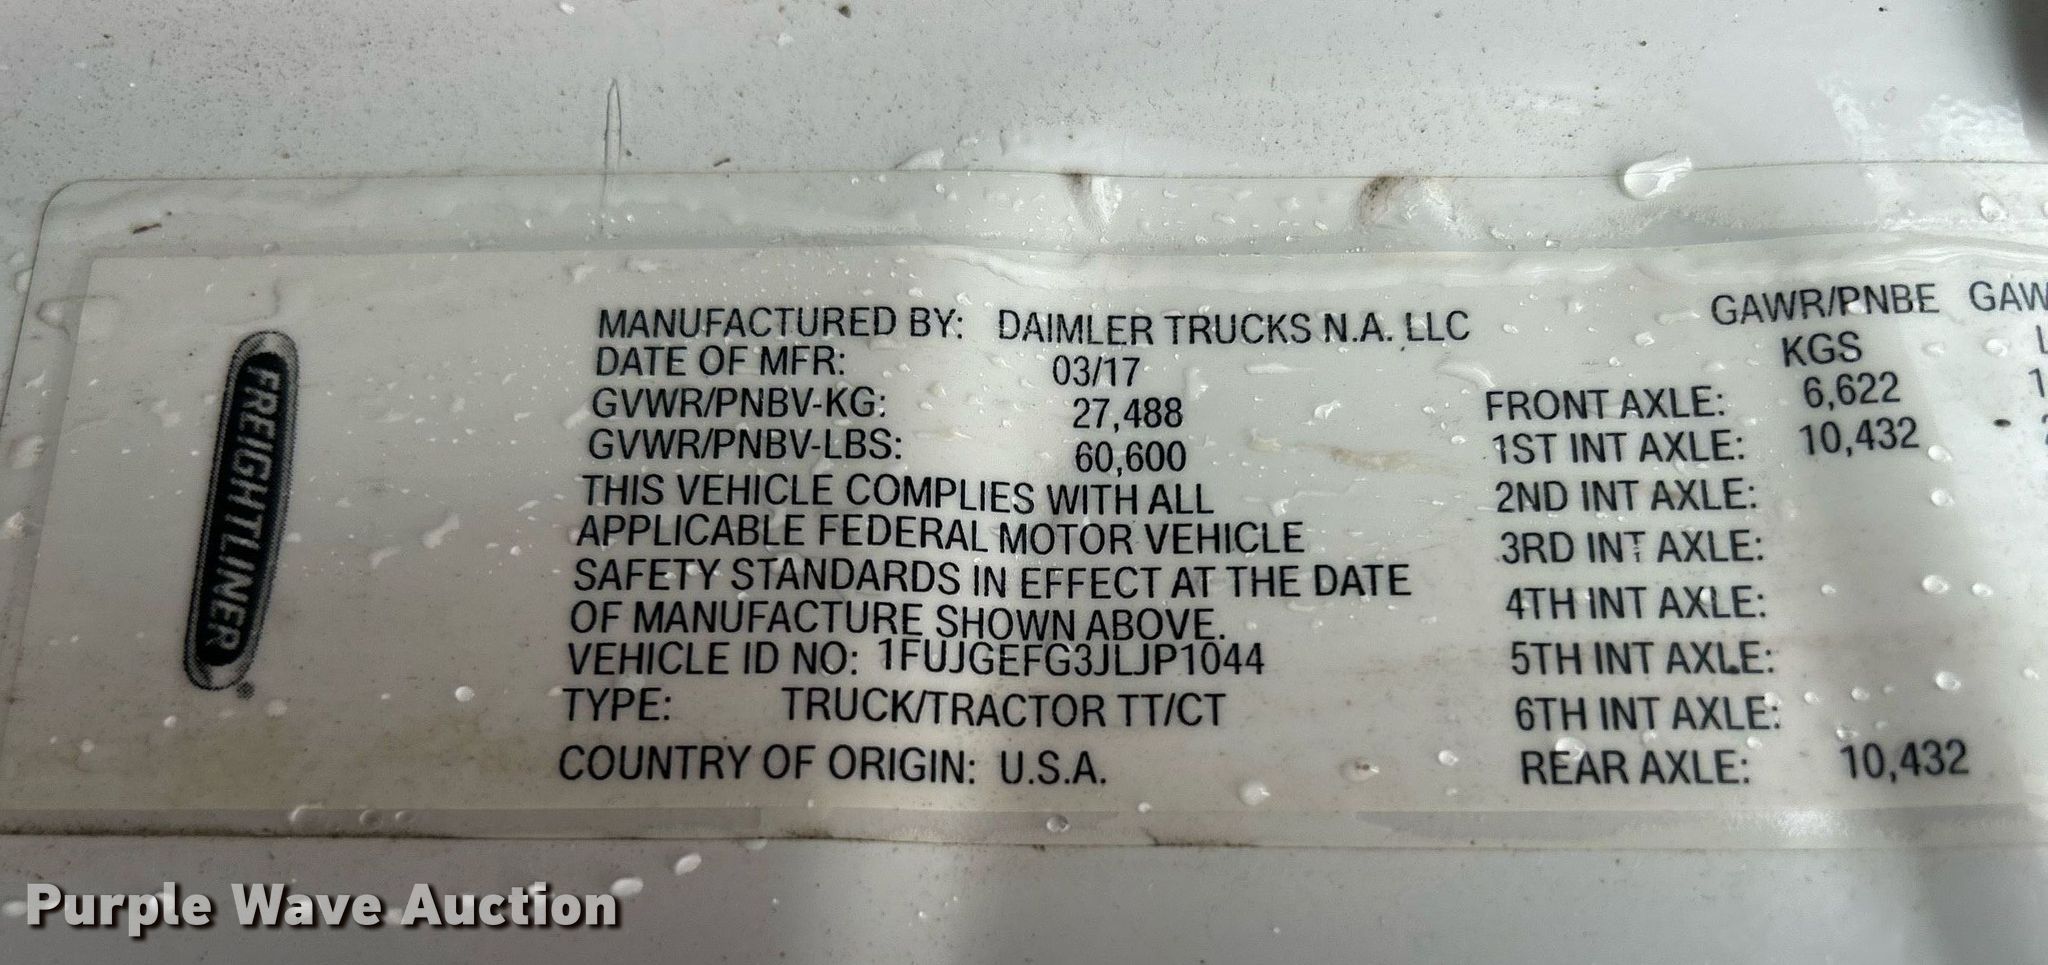 FREIGHTLINER
MANUFACTURED BY: DAIMLER TRUCKS N.A. LLC
DATE OF MFR: 03/17
GVWR/PNBV-KG: 27,488
GVWR/PNBV-LBS: 60,600
THIS VEHICLE COMPLIES WITH ALL
APPLICABLE FEDERAL MOTOR VEHICLE
SAFETY STANDARDS IN EFFECT AT THE DATE
OF MANUFACTURE SHOWN ABOVE.
VEHICLE ID NO: 1FUJGEFG3JLJP1044
TYPE: TRUCK/TRACTOR TT/CT
COUNTRY OF ORIGIN: U.S.A.
GAWR/PNBE
KGS
FRONT AXLE: 6,622
1ST INT AXLE: 10,432
2ND INT AXLE:
3RD INT AXLE:
4TH INT AXLE:
5TH INT AXLE:
6TH INT AXLE:
REAR AXLE: 10,432
Purple Wave Auction